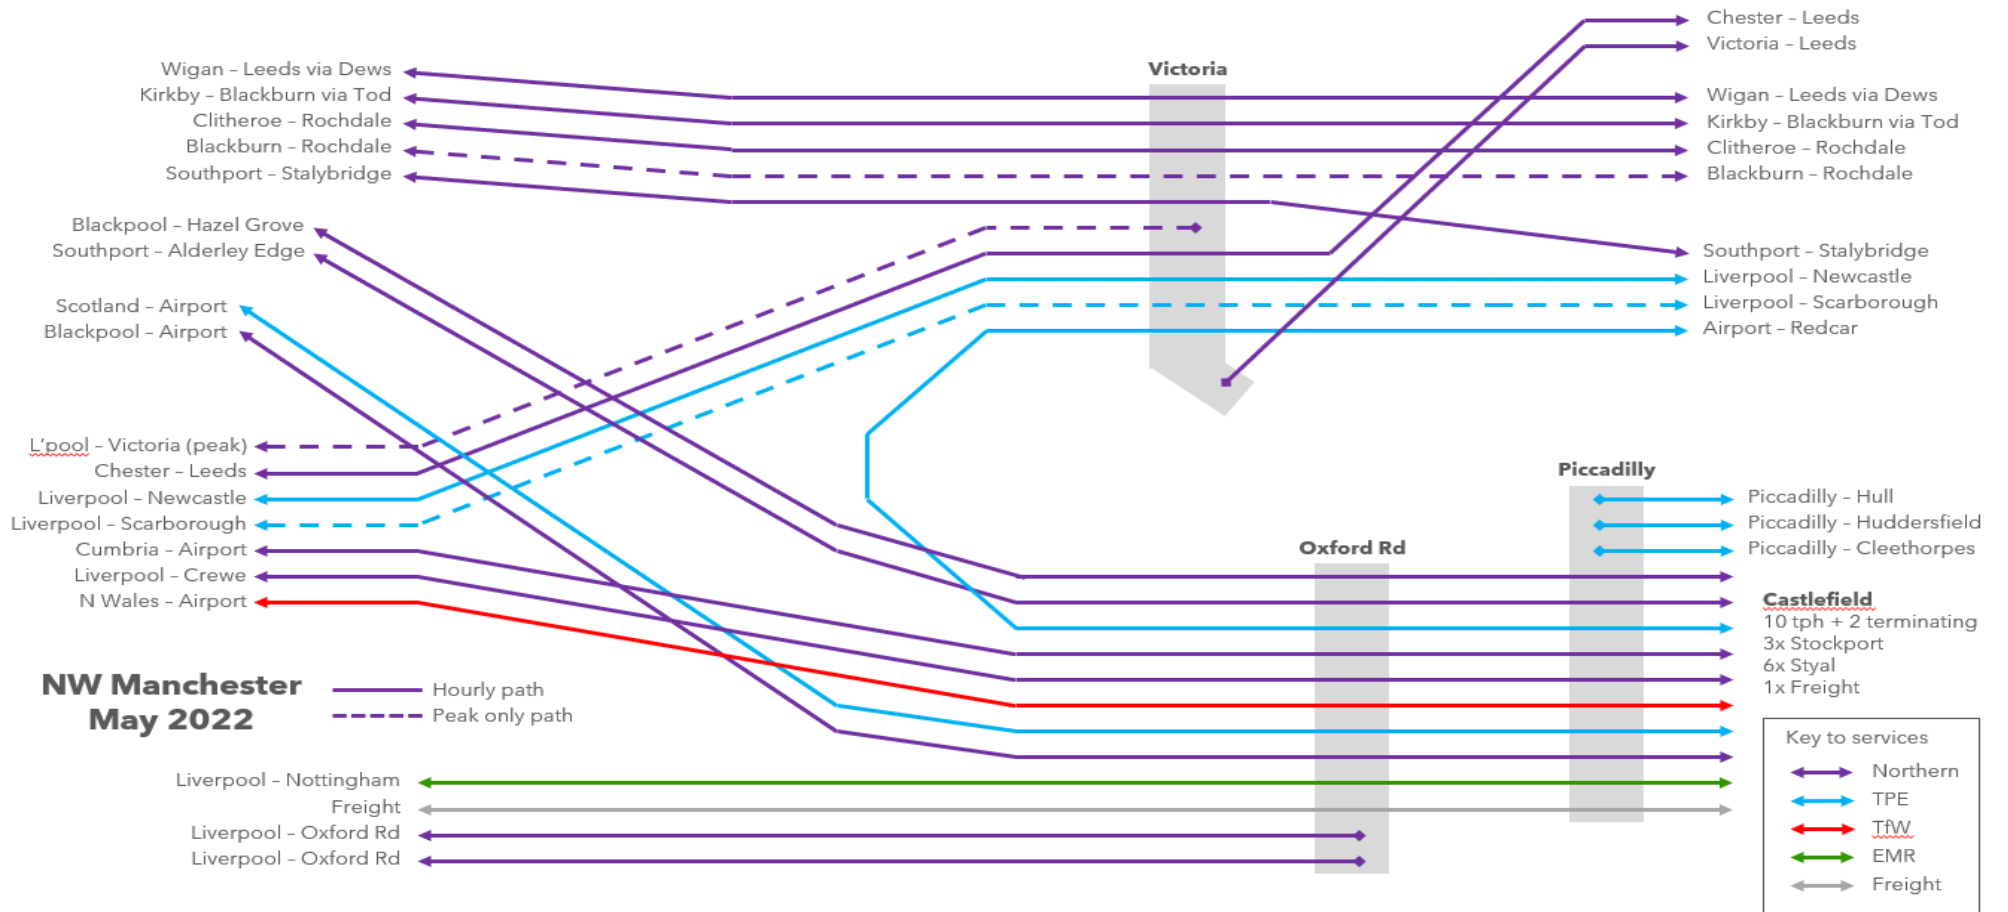 Chester – Leeds
Victoria – Leeds
Wigan – Leeds via Dews
Kirkby – Blackburn via Tod
Clitheroe – Rochdale
Blackburn – Rochdale
Southport – Stalybridge
Victoria
Wigan – Leeds via Dews
Kirkby – Blackburn via Tod
Clitheroe – Rochdale
Blackburn – Rochdale
Blackpool – Hazel Grove
Southport – Alderley Edge
Scotland – Airport
Blackpool – Airport
Southport – Stalybridge
Liverpool – Newcastle
Liverpool – Scarborough
Airport – Redcar
L'pool – Victoria (peak)
Chester – Leeds
Liverpool – Newcastle
Liverpool – Scarborough
Cumbria – Airport
Liverpool – Crewe
N Wales – Airport
Piccadilly
Piccadilly – Hull
Piccadilly – Huddersfield
Piccadilly – Cleethorpes
Oxford Rd
Castlefield
10 tph + 2 terminating
3x Stockport
6x Styal
1x Freight
NW Manchester
May 2022
Hourly path
Peak only path
Liverpool – Nottingham
Freight
Liverpool – Oxford Rd
Liverpool – Oxford Rd
Key to services
Northern
TPE
TfW
EMR
Freight